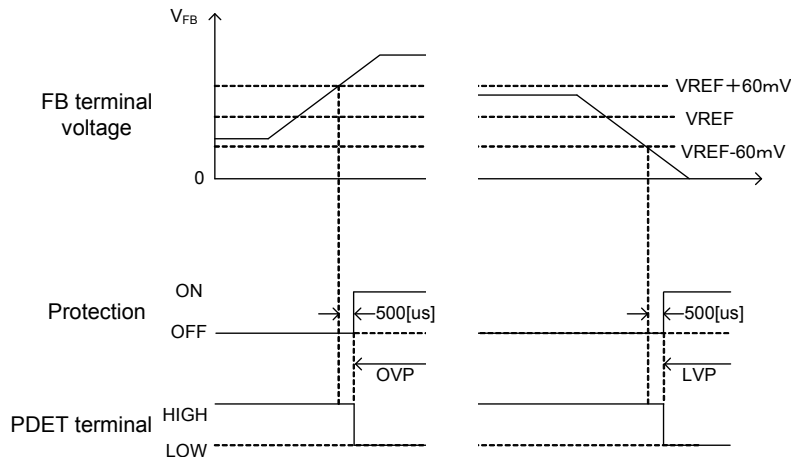 V_FB
VREF+60mV
FB terminal
voltage
VREF
VREF-60mV
0
ON
Protection
500[us]
500[us]
OFF
OVP
LVP
HIGH
PDET terminal
LOW